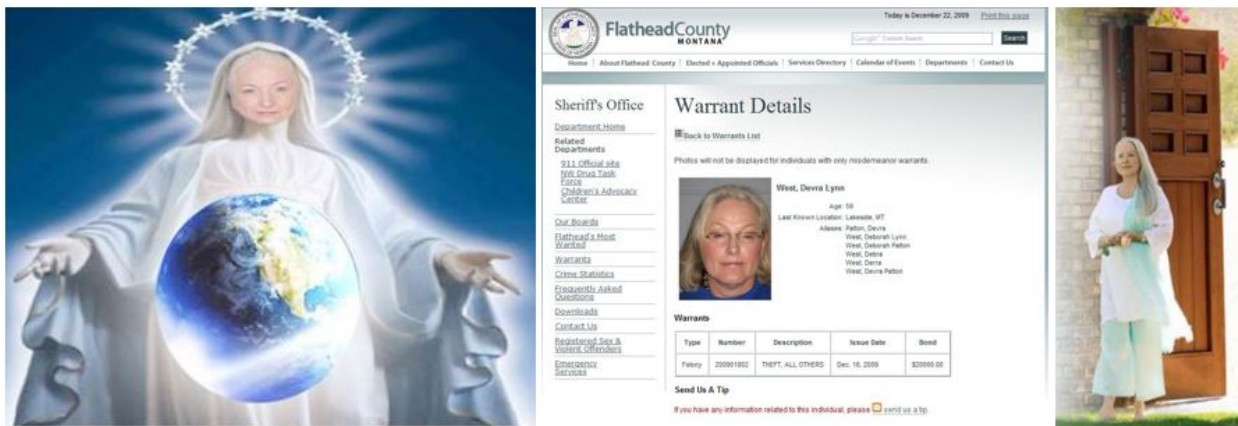 Today is December 22, 2009 Print this page
FlatheadCounty
MONTANA
Google Custom Search Search
Home About Flathead County Elected + Appointed Officials Services Directory Calendar of Events Departments Contact Us
Sheriff's Office
Department Home
Related
Departments
911 Official site
NW Drug Task
Force
Children's Advocacy
Center
Our Boards
Flathead's Most
Wanted
Warrants
Crime Statistics
Frequently Asked
Questions
Downloads
Contact Us
Registered Sex &
Violent Offenders
Emergency
Services
Warrant Details
Back to Warrants List
Photos will not be displayed for individuals with only misdemeanor warrants.
West, Devra Lynn
Age: 59
Last Known Location: Lakeside, MT
Aliases: Patton, Devra
West, Deborah Lynn
West, Deborah Patton
West, Debra
West, Derra
West, Devra Patton
Warrants
Type Number Description Issue Date Bond
Felony THEFT, ALL OTHERS Dec. 16, 2009 $20000.00
Send Us A Tip
If you have any information related to this individual, please send us a tip.